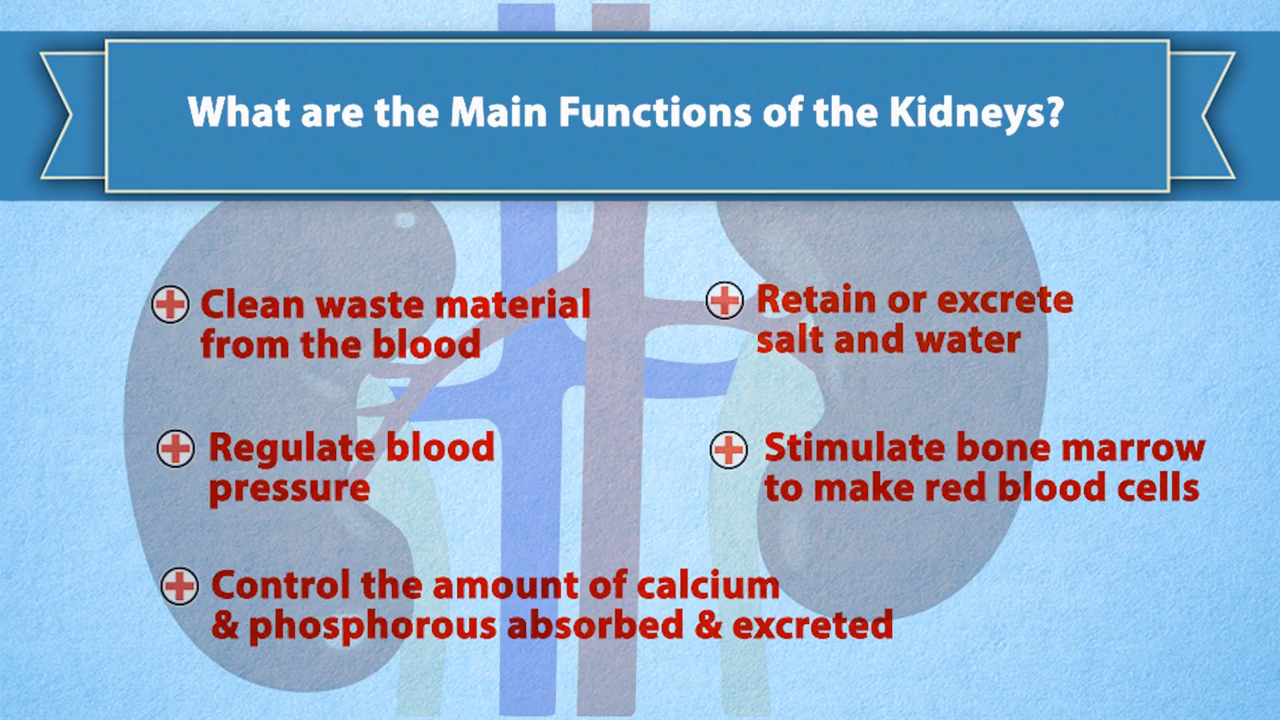 What are the Main Functions of the Kidneys?
Clean waste material
from the blood
Retain or excrete
salt and water
Regulate blood
pressure
Stimulate bone marrow
to make red blood cells
Control the amount of calcium
& phosphorous absorbed & excreted